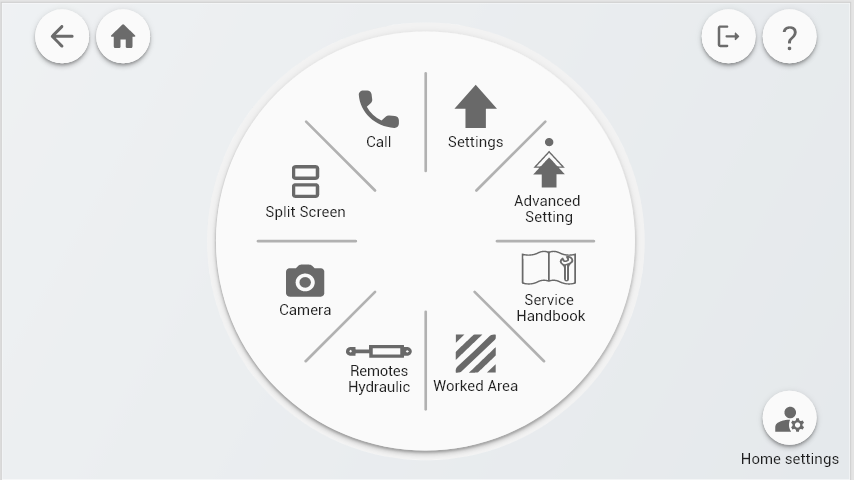 ?
Call
Settings
Split Screen
Advanced
Setting
Camera
Service
Handbook
Remotes
Hydraulic
Worked Area
Home settings